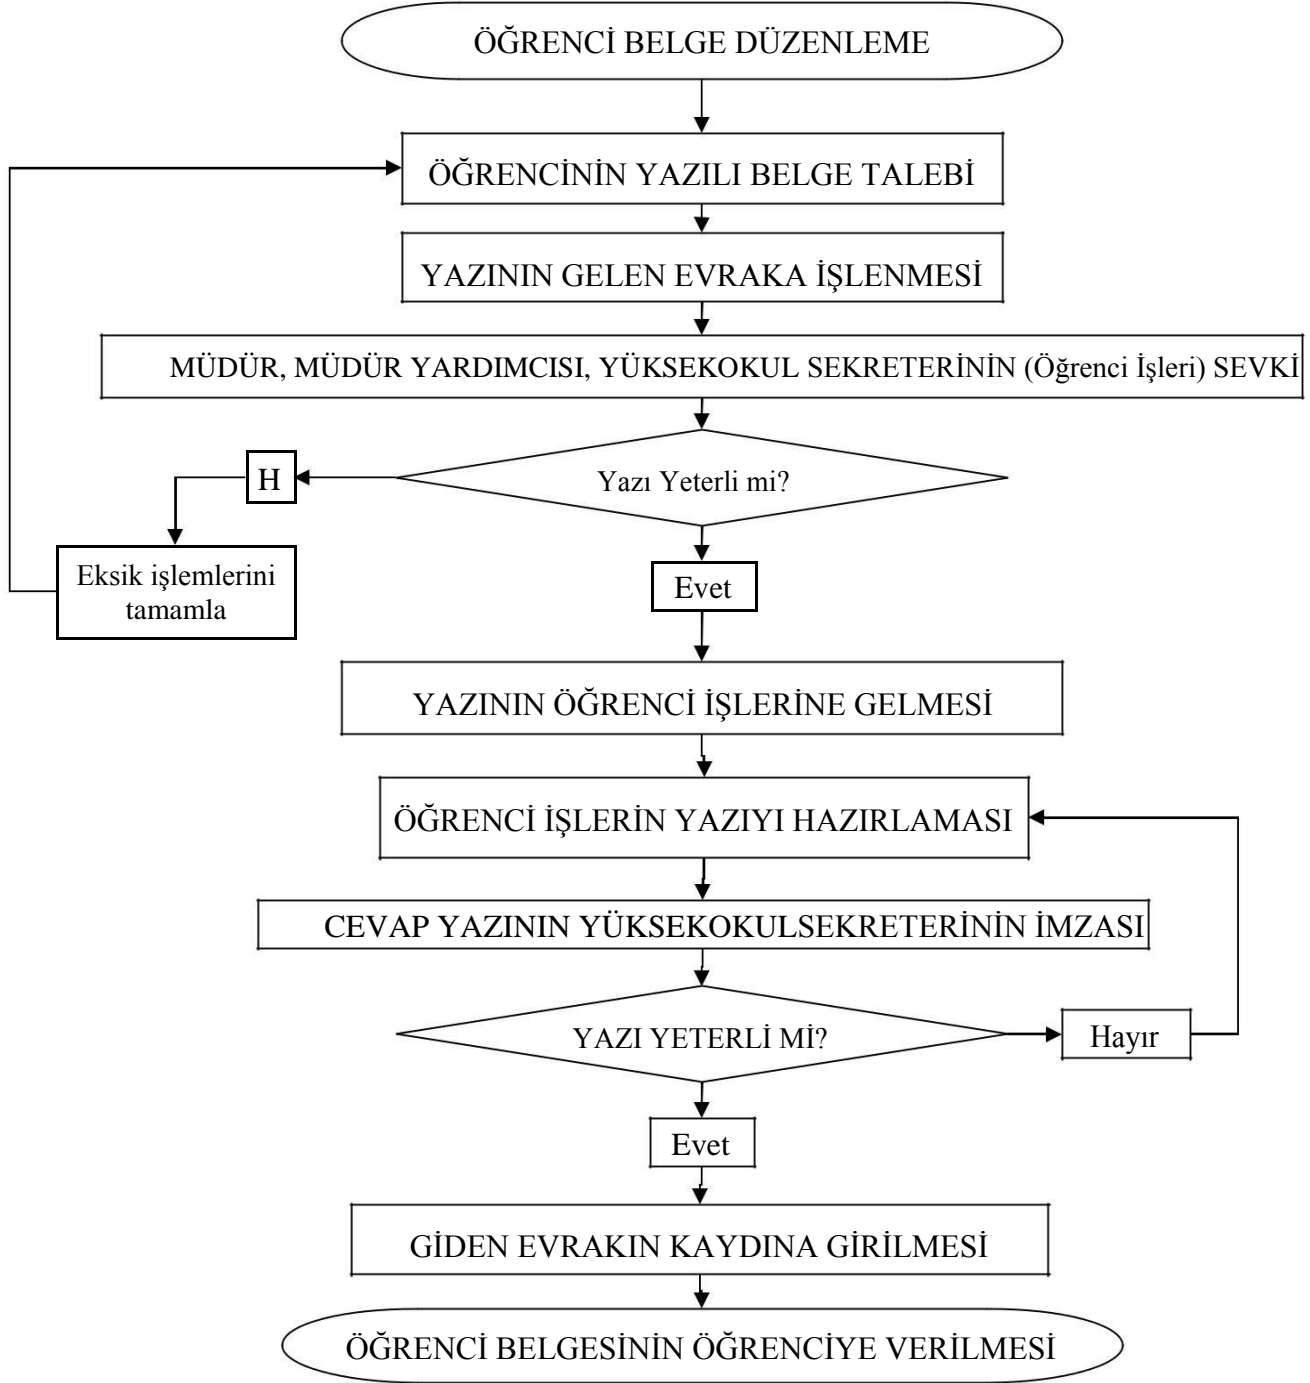 ÖĞRENCİ BELGE DÜZENLEME
ÖĞRENCİNİN YAZILI BELGE TALEBİ
YAZININ GELEN EVRAKA İŞLENMESİ
MÜDÜR, MÜDÜR YARDIMCISI, YÜKSEKOKUL SEKRETERİNİN (Öğrenci İşleri) SEVKİ
Yazı Yeterli mi?
H
Eksik işlemlerini
tamamla
Evet
YAZININ ÖĞRENCİ İŞLERİNE GELMESİ
ÖĞRENCİ İŞLERİN YAZIYI HAZIRLAMASI
CEVAP YAZININ YÜKSEKOKULSEKRETERİNİN İMZASI
YAZI YETERLİ Mİ?
Hayır
Evet
GİDEN EVRAKIN KAYDINA GİRİLMESİ
ÖĞRENCİ BELGESİNİN ÖĞRENCİYE VERİLMESİ